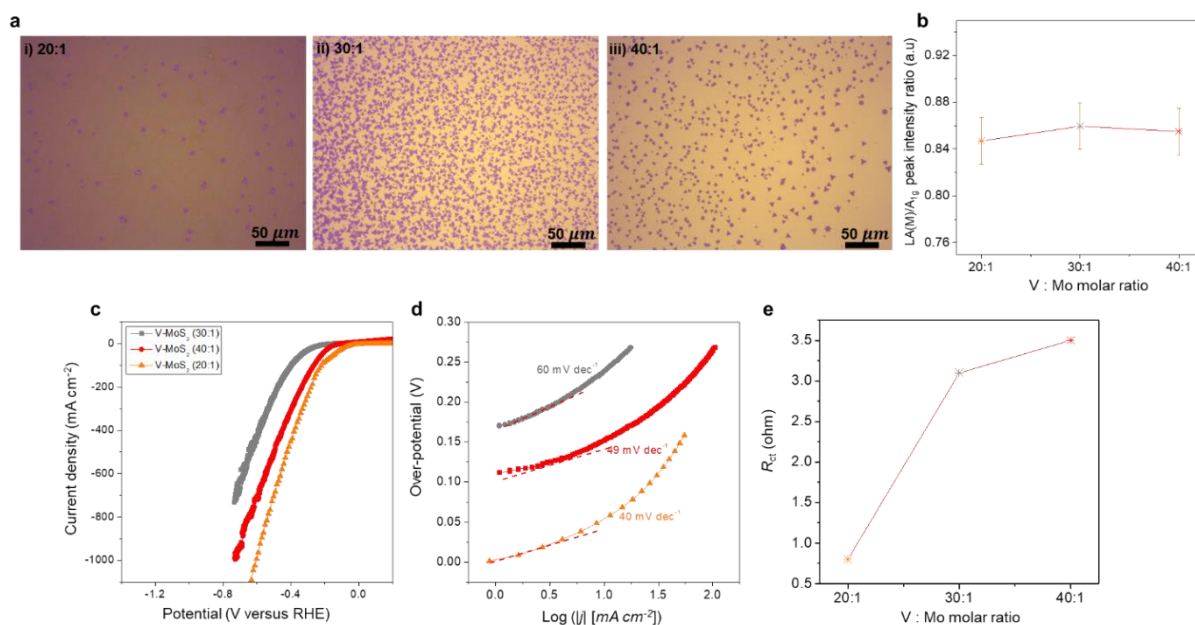 a
i) 20:1
50 μm
ii) 30:1
50 μm
iii) 40:1
50 μm
b
LA(M)/A1g peak intensity ratio (a.u)
0.92
0.88
0.84
0.80
0.76
20:1
30:1
40:1
V : Mo molar ratio
c
V-MoS2 (30:1)
V-MoS2 (40:1)
V-MoS2 (20:1)
Current density (mA cm-2)
0
-200
-400
-600
-800
-1000
-1.2
-0.8
-0.4
0.0
Potential (V versus RHE)
d
Over-potential (V)
0.30
0.25
0.20
0.15
0.10
0.05
0.00
60 mV dec-1
49 mV dec-1
40 mV dec-1
0.0
0.5
1.0
1.5
2.0
Log (|j| [mA cm-2])
e
Rct (ohm)
3.5
3.0
2.5
2.0
1.5
1.0
0.5
20:1
30:1
40:1
V : Mo molar ratio